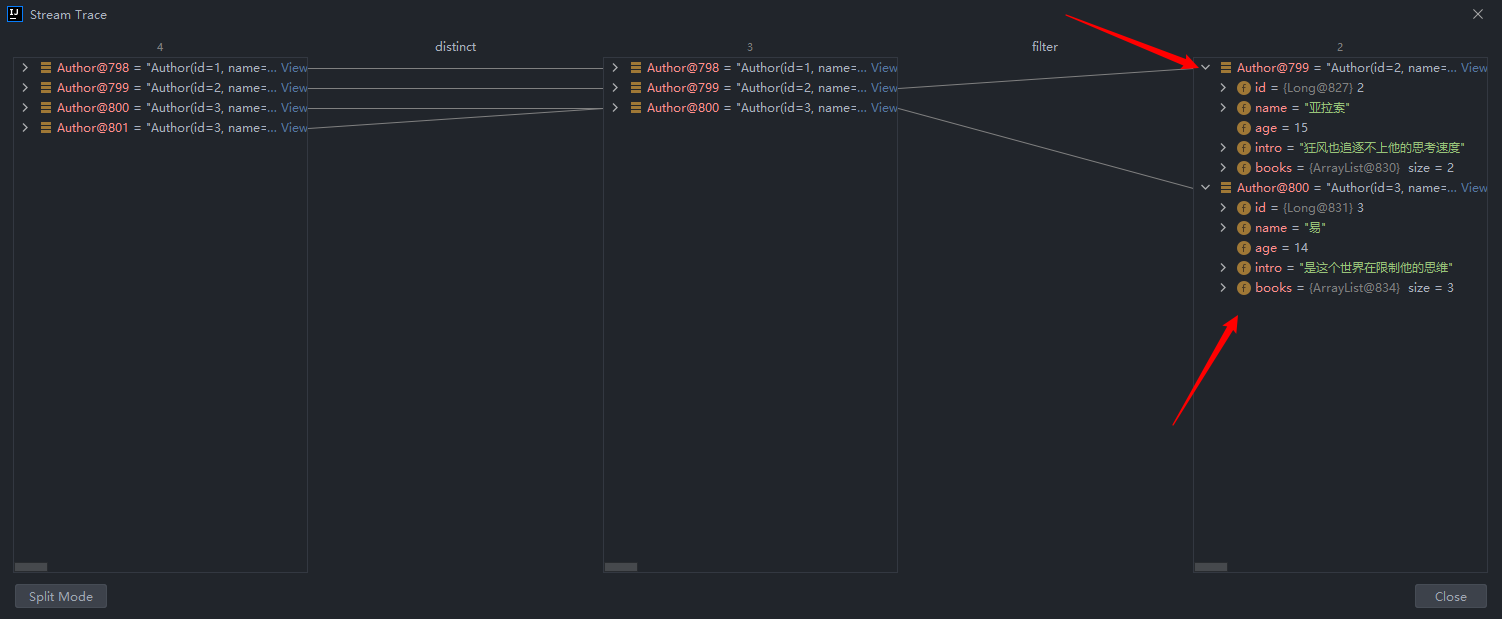 Stream Trace
4 distinct 3 filter 2
Author@798 = "Author(id=1, name=... View
Author@799 = "Author(id=2, name=... View
Author@800 = "Author(id=3, name=... View
Author@801 = "Author(id=3, name=... View
Author@798 = "Author(id=1, name=... View
Author@799 = "Author(id=2, name=... View
Author@800 = "Author(id=3, name=... View
Author@799 = "Author(id=2, name=... View
id = {Long@827} 2
name = "亚拉索"
age = 15
intro = "狂风也追逐不上他的思考速度"
books = {ArrayList@830} size = 2
Author@800 = "Author(id=3, name=... View
id = {Long@831} 3
name = "易"
age = 14
intro = "是这个世界在限制他的思维"
books = {ArrayList@834} size = 3
Split Mode
Close